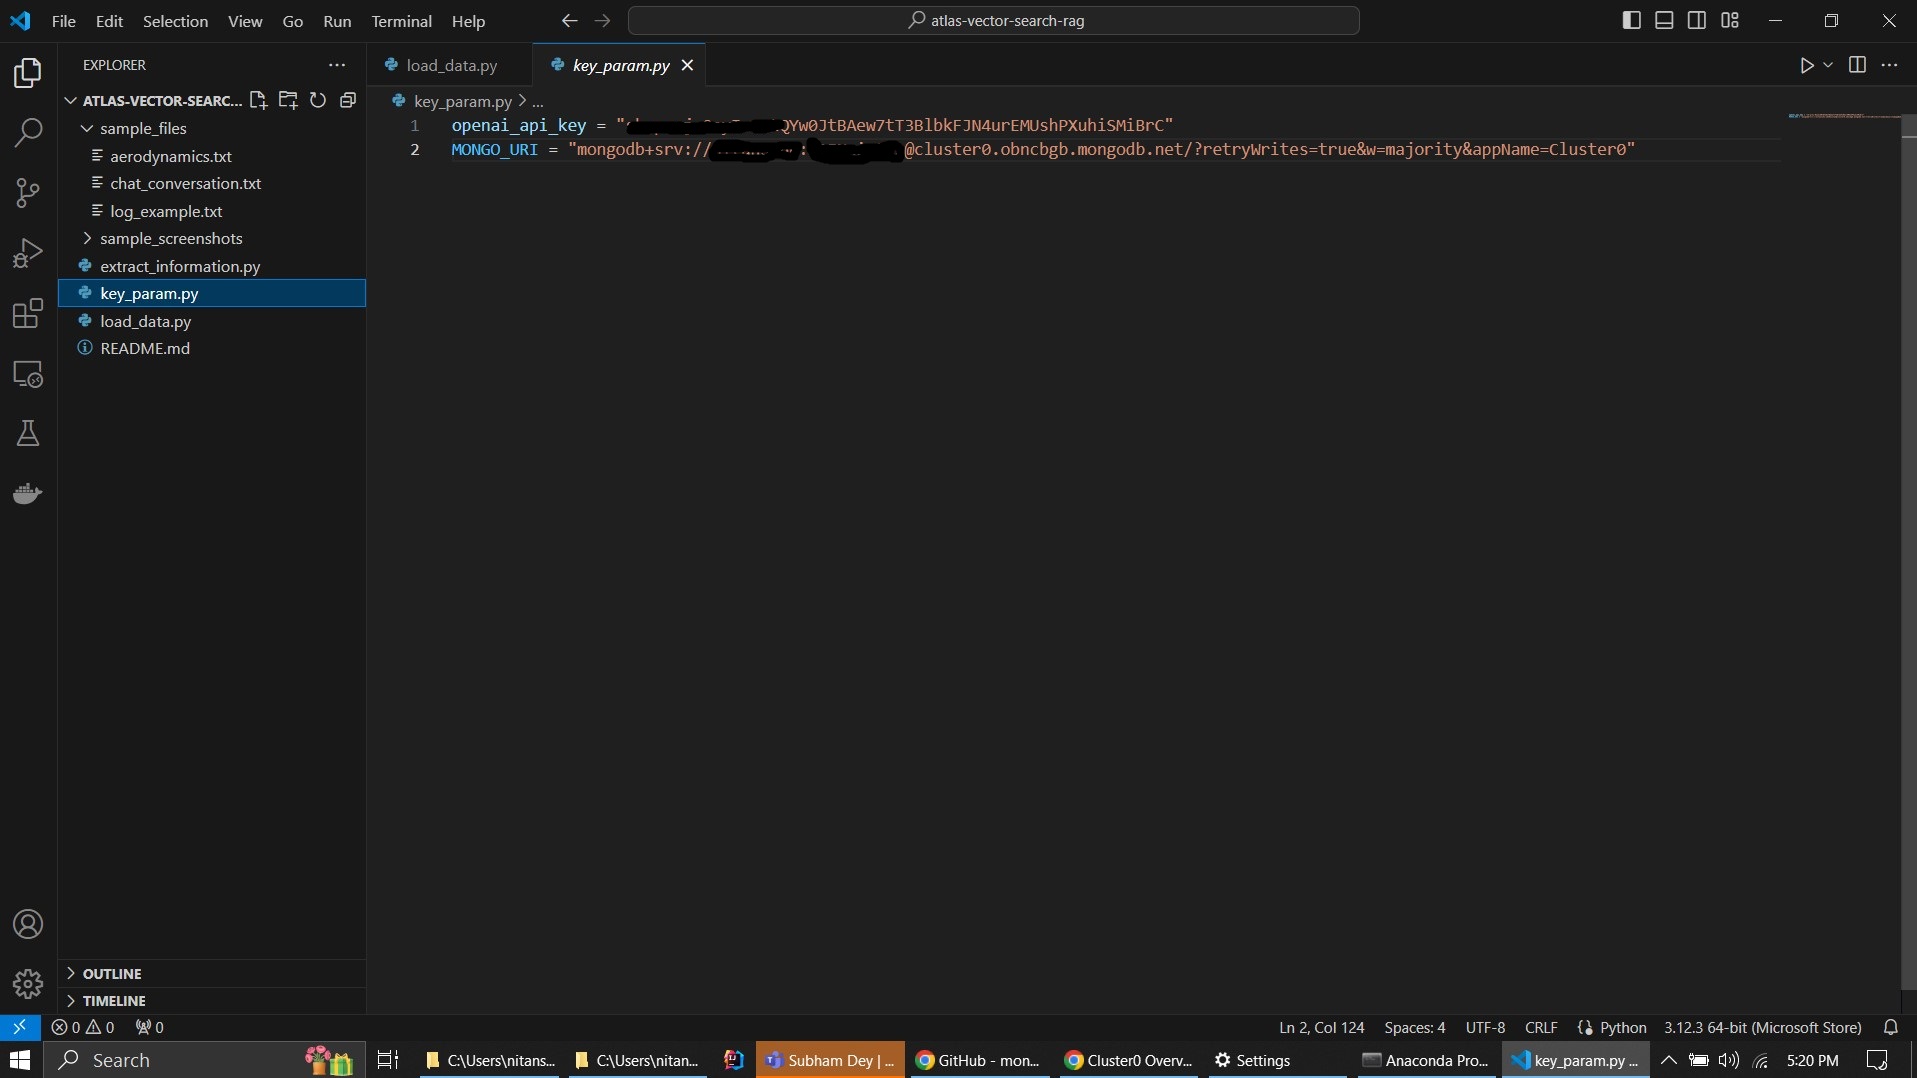 File Edit Selection View Go Run Terminal Help
atlas-vector-search-rag
EXPLORER
ATLAS-VECTOR-SEARC...
sample_files
aerodynamics.txt
chat_conversation.txt
log_example.txt
sample_screenshots
extract_information.py
key_param.py
load_data.py
README.md
OUTLINE
TIMELINE
load_data.py
key_param.py
key_param.py > ...
1 openai_api_key = "QYw0JtBAew7tT3BlbkFJN4urEMUshPXuhiSMiBrC"
2 MONGO_URI = "mongodb+srv://:@cluster0.obncbgb.mongodb.net/?retryWrites=true&w=majority&appName=Cluster0"
0 0 0
Ln 2, Col 124 Spaces: 4 UTF-8 CRLF Python 3.12.3 64-bit (Microsoft Store)
Search
C:\Users\nitans...
C:\Users\nitan...
Subham Dey | ...
GitHub - mon...
Cluster0 Overv...
Settings
Anaconda Pro...
key_param.py ...
5:20 PM